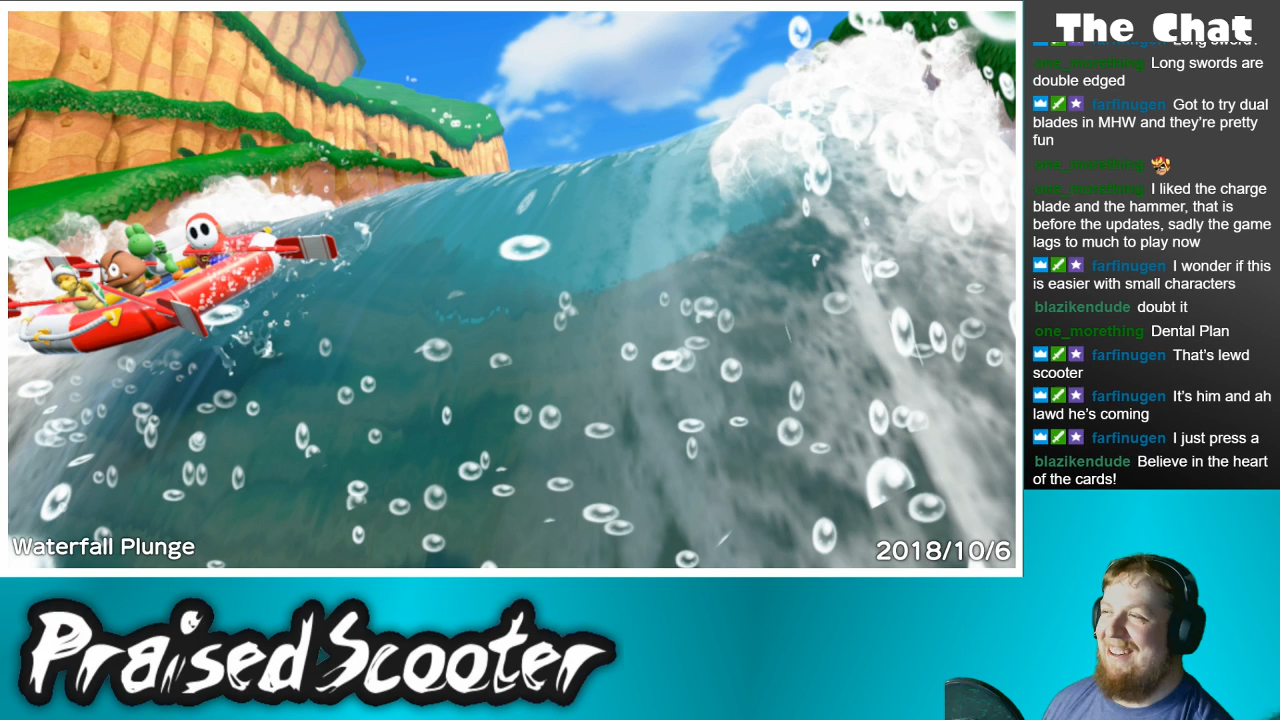 The Chat
farfinugen Long sword?
one_morething Long swords are
double edged
farfinugen Got to try dual
blades in MHW and they're pretty
fun
one_morething
one_morething I liked the charge
blade and the hammer, that is
before the updates, sadly the game
lags to much to play now
farfinugen I wonder if this
is easier with small characters
blazikendude doubt it
one_morething Dental Plan
farfinugen That's lewd
scooter
farfinugen It's him and ah
lawd he's coming
farfinugen I just press a
blazikendude Believe in the heart
of the cards!
Waterfall Plunge
2018/10/6
PraisedScooter